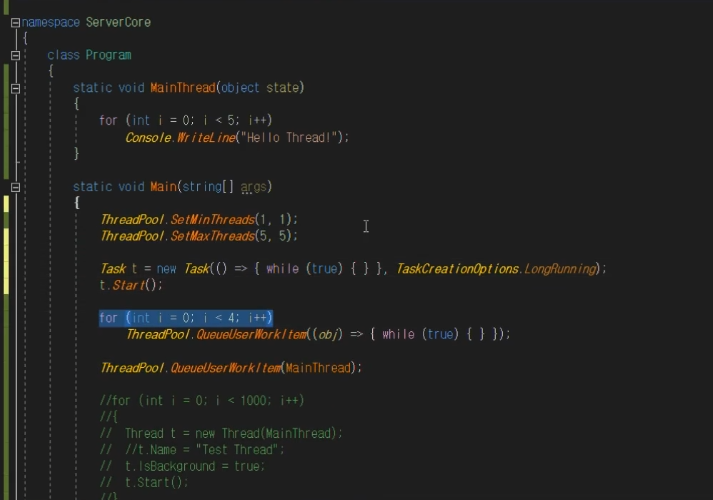 namespace ServerCore
{
class Program
{
static void MainThread(object state)
{
for (int i = 0; i < 5; i++)
Console.WriteLine("Hello Thread!");
}
static void Main(string[] args)
{
ThreadPool.SetMinThreads(1, 1);
ThreadPool.SetMaxThreads(5, 5);
Task t = new Task(() => { while (true) { } }, TaskCreationOptions.LongRunning);
t.Start();
for (int i = 0; i < 4; i++)
ThreadPool.QueueUserWorkItem((obj) => { while (true) { } });
ThreadPool.QueueUserWorkItem(MainThread);
//for (int i = 0; i < 1000; i++)
//{
// Thread t = new Thread(MainThread);
// //t.Name = "Test Thread";
// t.IsBackground = true;
// t.Start();
//}